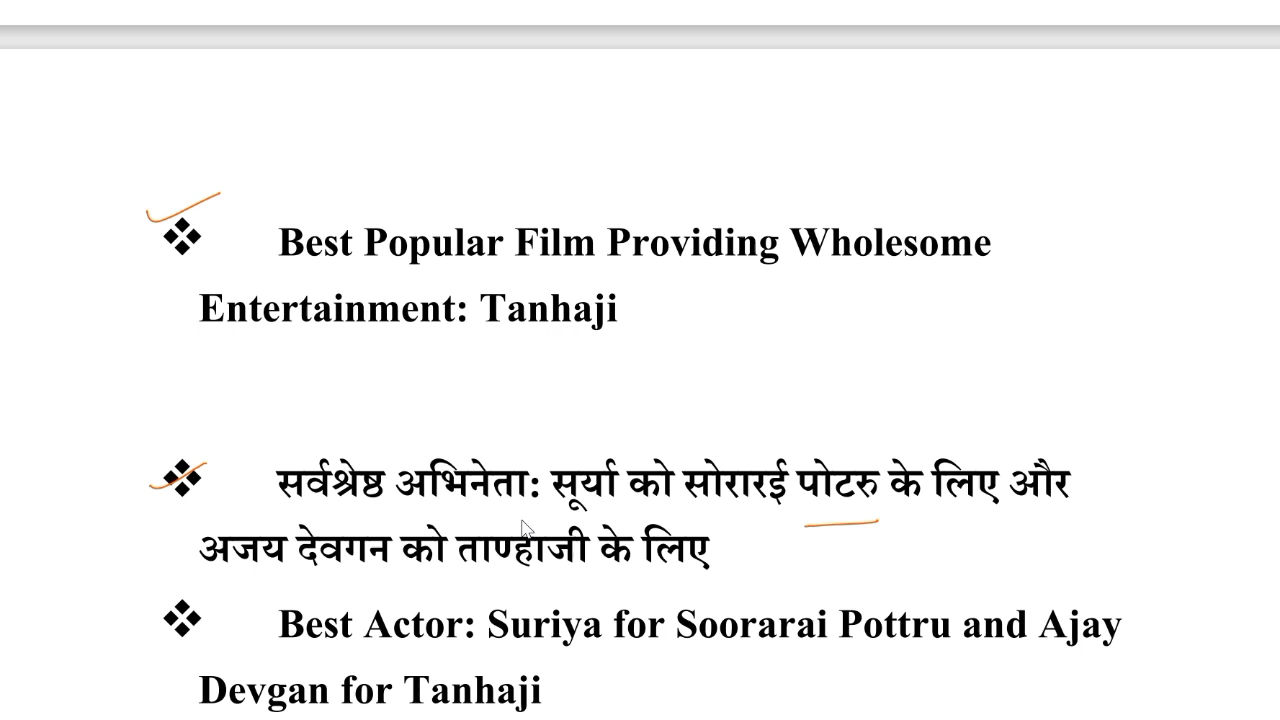 ❖ Best Popular Film Providing Wholesome
Entertainment: Tanhaji
❖ सर्वश्रेष्ठ अभिनेता: सूर्या को सोरारई पोटरु के लिए और
अजय देवगन को ताण्हाजी के लिए
❖ Best Actor: Suriya for Soorarai Pottru and Ajay
Devgan for Tanhaji